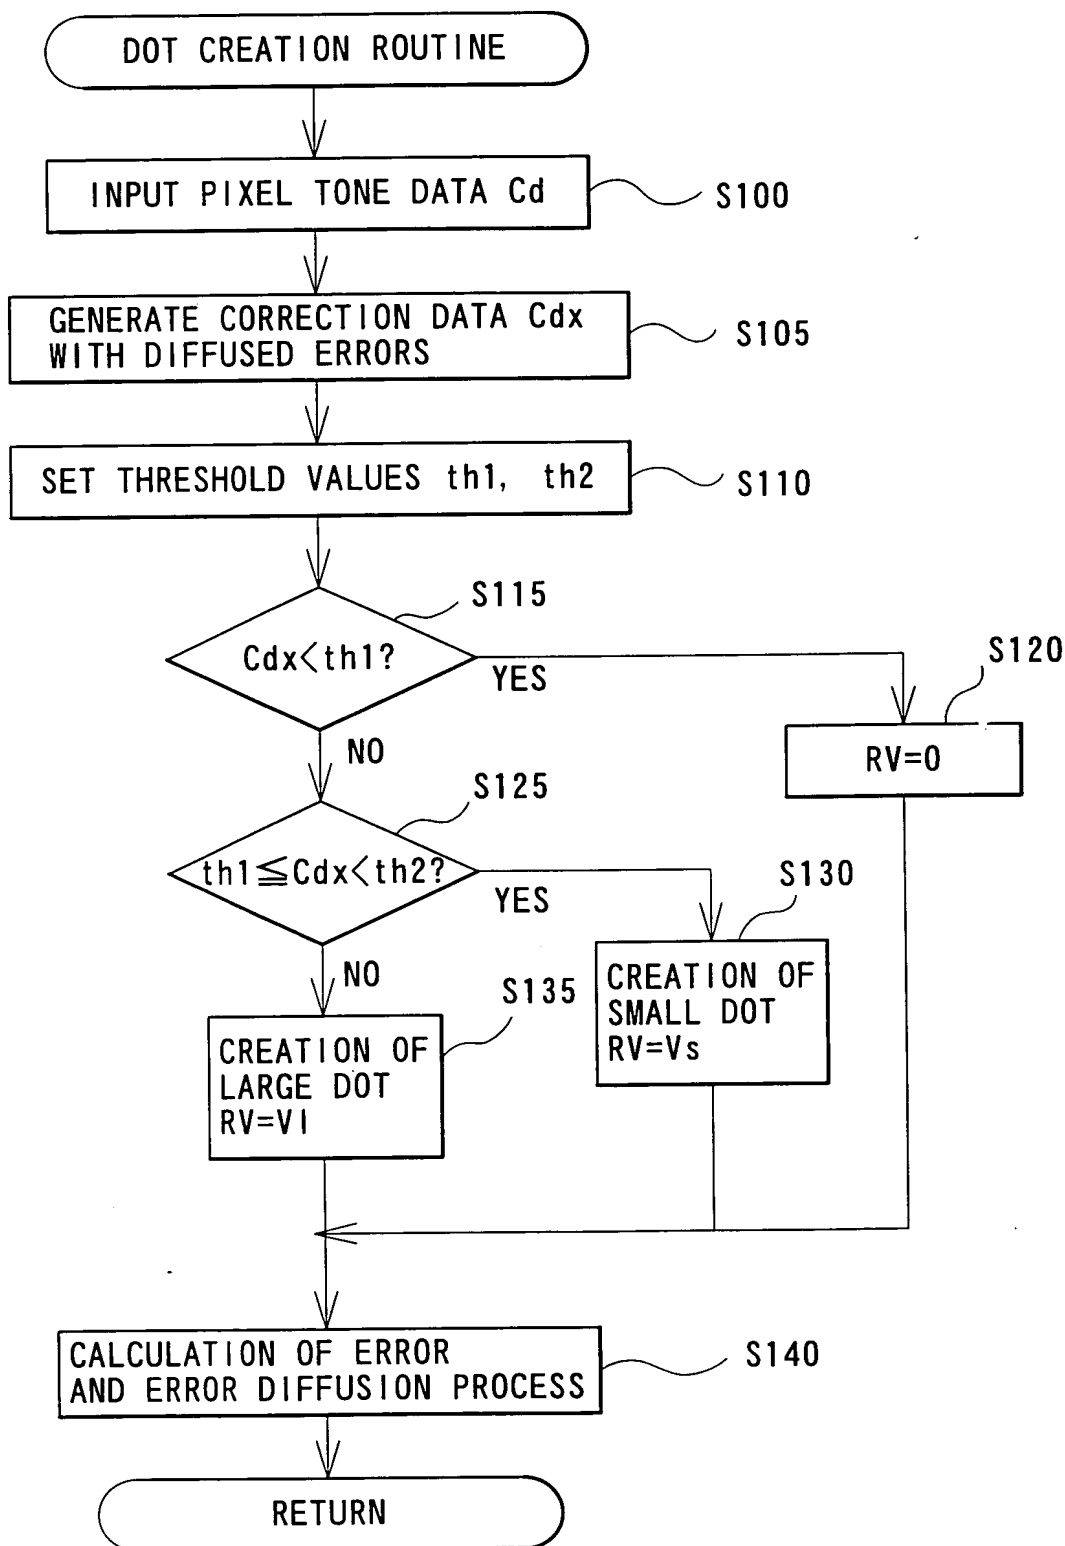 DOT CREATION ROUTINE
INPUT PIXEL TONE DATA Cd
S100
GENERATE CORRECTION DATA Cdx
WITH DIFFUSED ERRORS
S105
SET THRESHOLD VALUES th1, th2
S110
S115
Cdx<th1?
YES
NO
S120
RV=0
S125
th1≦Cdx<th2?
YES
NO
S130
CREATION OF
SMALL DOT
RV=Vs
S135
CREATION OF
LARGE DOT
RV=Vl
CALCULATION OF ERROR
AND ERROR DIFFUSION PROCESS
S140
RETURN